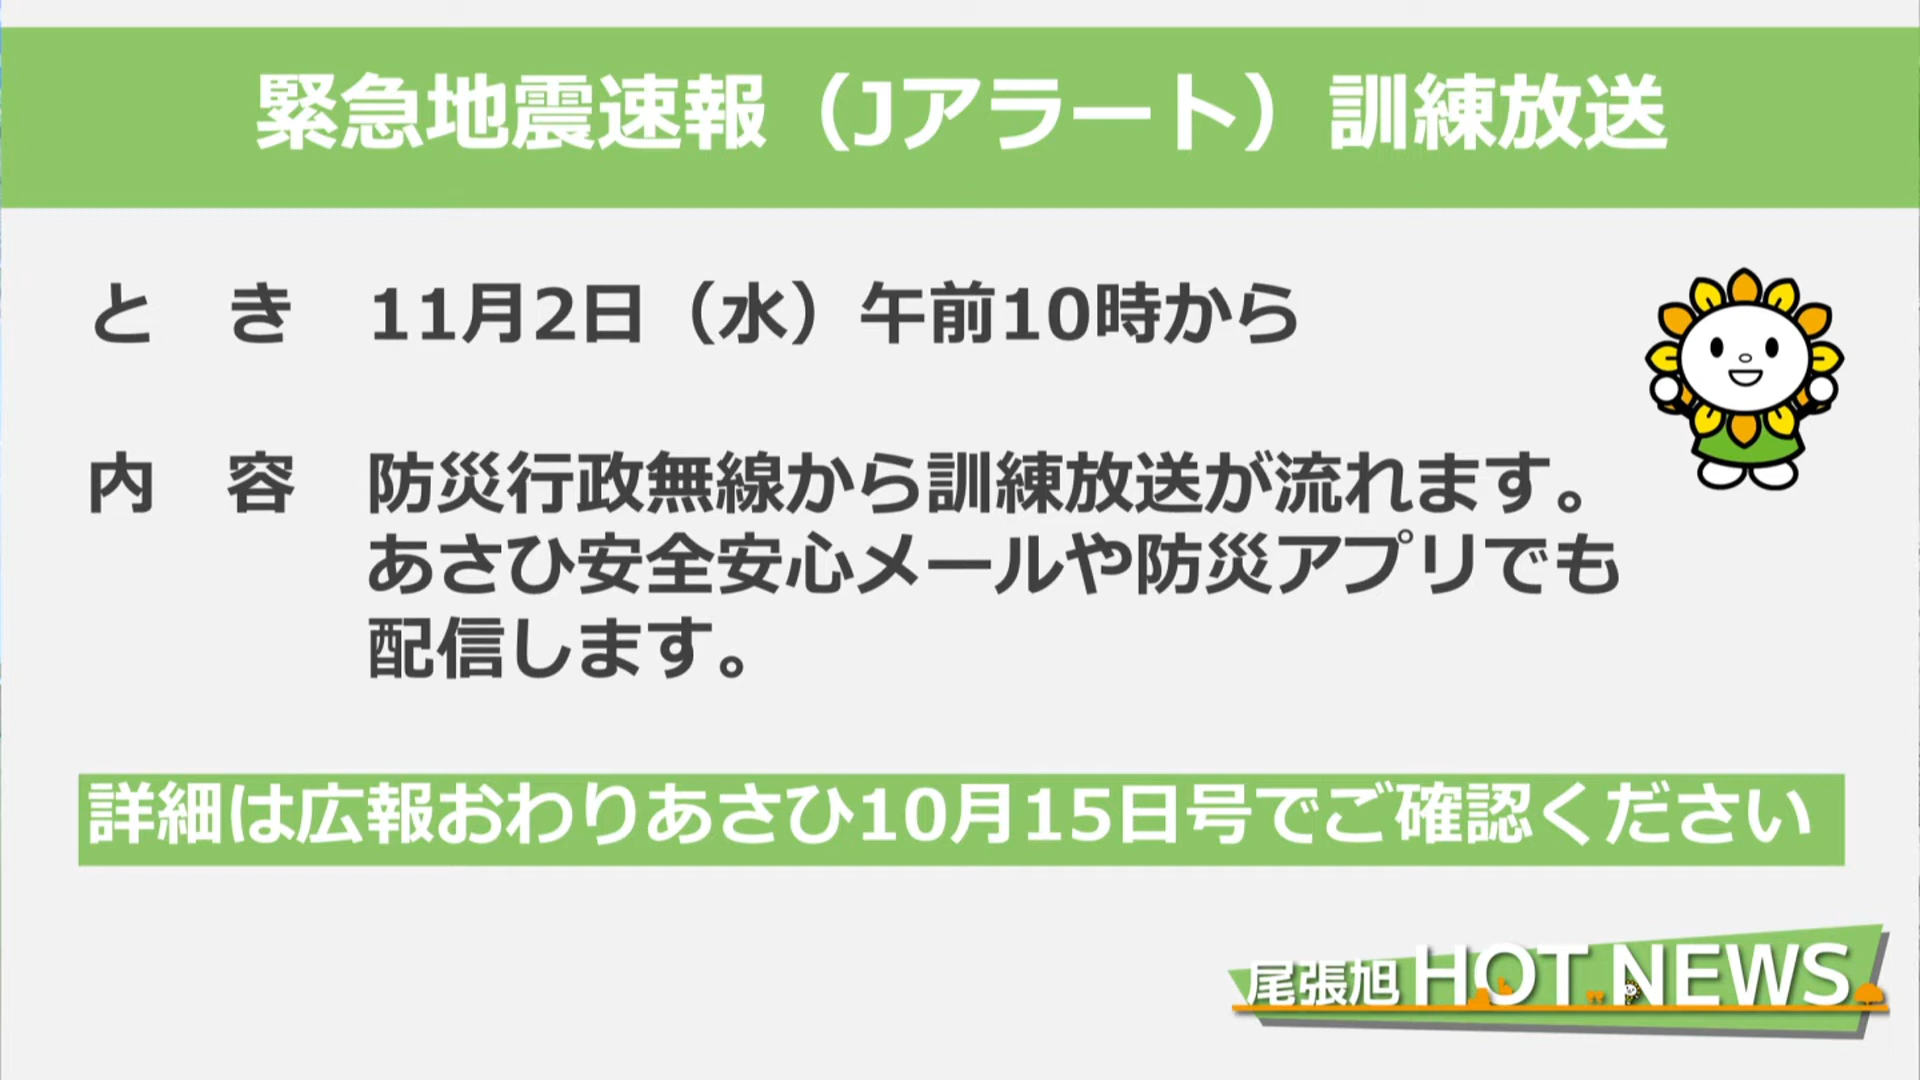 緊急地震速報（Jアラート）訓練放送
と　き　11月2日（水）午前10時から
内　容　防災行政無線から訓練放送が流れます。
あさひ安全安心メールや防災アプリでも
配信します。
詳細は広報おわりあさひ10月15日号でご確認ください
尾張旭 HOT NEWS